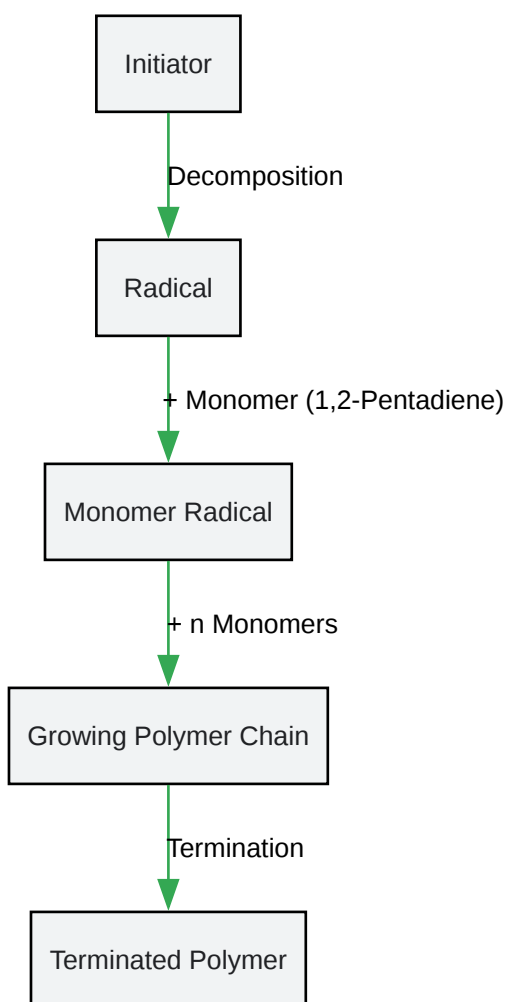 Initiator
Decomposition
Radical
+ Monomer (1,2-Pentadiene)
Monomer Radical
+ n Monomers
Growing Polymer Chain
Termination
Terminated Polymer